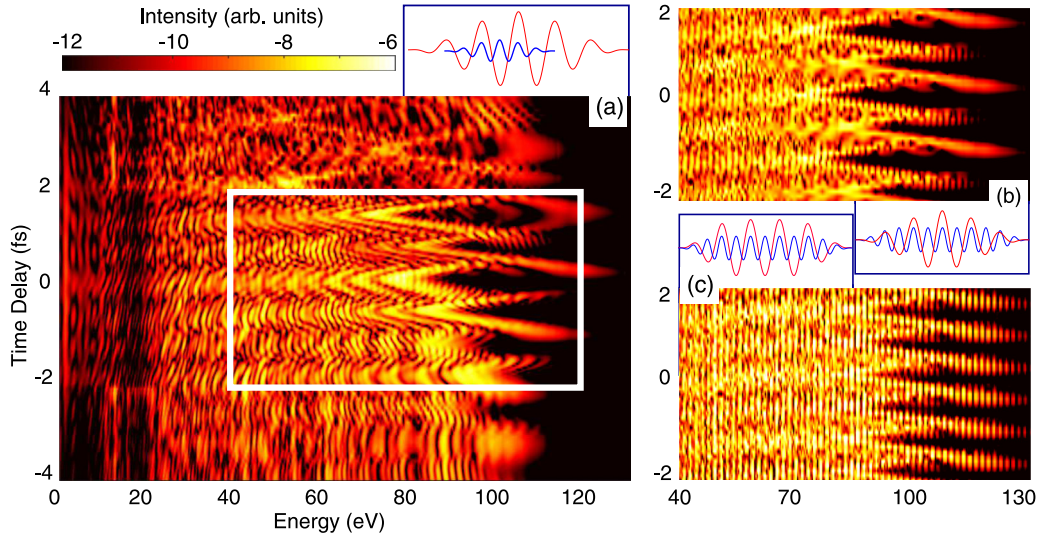 Intensity (arb. units)
-12 -10 -8 -6
(a)
4
2
0
-2
-4
Time Delay (fs)
0 20 40 60 80 100 120
Energy (eV)
2
0
-2
(b)
(c)
2
0
-2
40 70 100 130